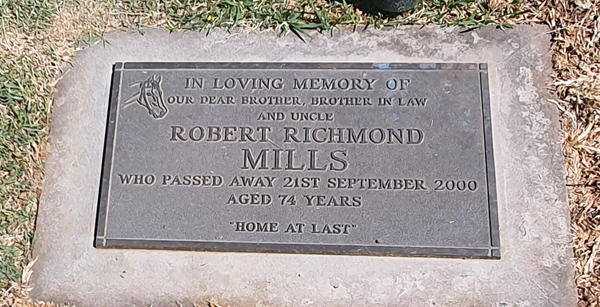 IN LOVING MEMORY OF
OUR DEAR BROTHER, BROTHER IN LAW
AND UNCLE
ROBERT RICHMOND
MILLS
WHO PASSED AWAY 21ST SEPTEMBER 2000
AGED 74 YEARS
"HOME AT LAST"